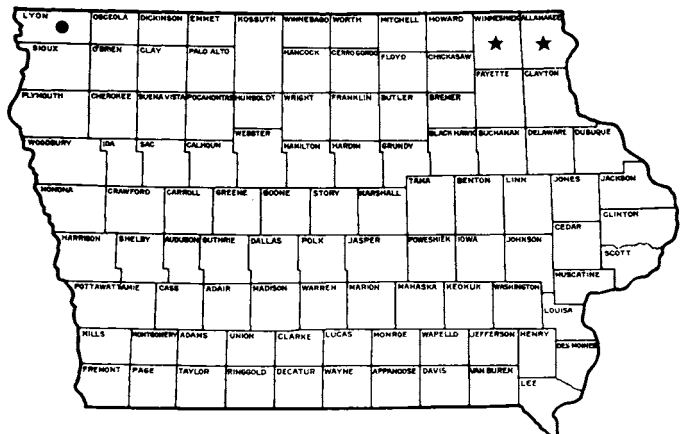 LYON OSCEOLA DICKINSON EMMET KOSSUTH WINNEBAGO WORTH MITCHELL HOWARD WINNESHIEK ALLAMAKEE
SIOUX O'BRIEN CLAY PALO ALTO HANCOCK CERRO GORDO FLOYD CHICKASAW
FAYETTE CLAYTON
PLYMOUTH CHEROKEE BUENA VISTA POCAHONTAS HUMBOLDT WRIGHT FRANKLIN BUTLER BREMER
WEBSTER BLACK HAWK BUCHANAN DELAWARE DUBUQUE
WOODBURY IDA SAC CALHOUN HAMILTON HARDIN GRUNDY
TAMA BENTON LINN JONES JACKSON
MONONA CRAWFORD CARROLL GREENE BOONE STORY MARSHALL
CLINTON
CEDAR
HARRISON SHELBY AUDUBON GUTHRIE DALLAS POLK JASPER POWESHIEK IOWA JOHNSON
SCOTT
MUSCATINE
POTTAWATTAMIE CASS ADAIR MADISON WARREN MARION MAHASKA KEOKUK WASHINGTON
LOUISA
MILLS MONTGOMERY ADAMS UNION CLARKE LUCAS MONROE WAPELLO JEFFERSON HENRY
DES MOINES
FREMONT PAGE TAYLOR RINGGOLD DECATUR WAYNE APPANOOSE DAVIS VAN BUREN
LEE